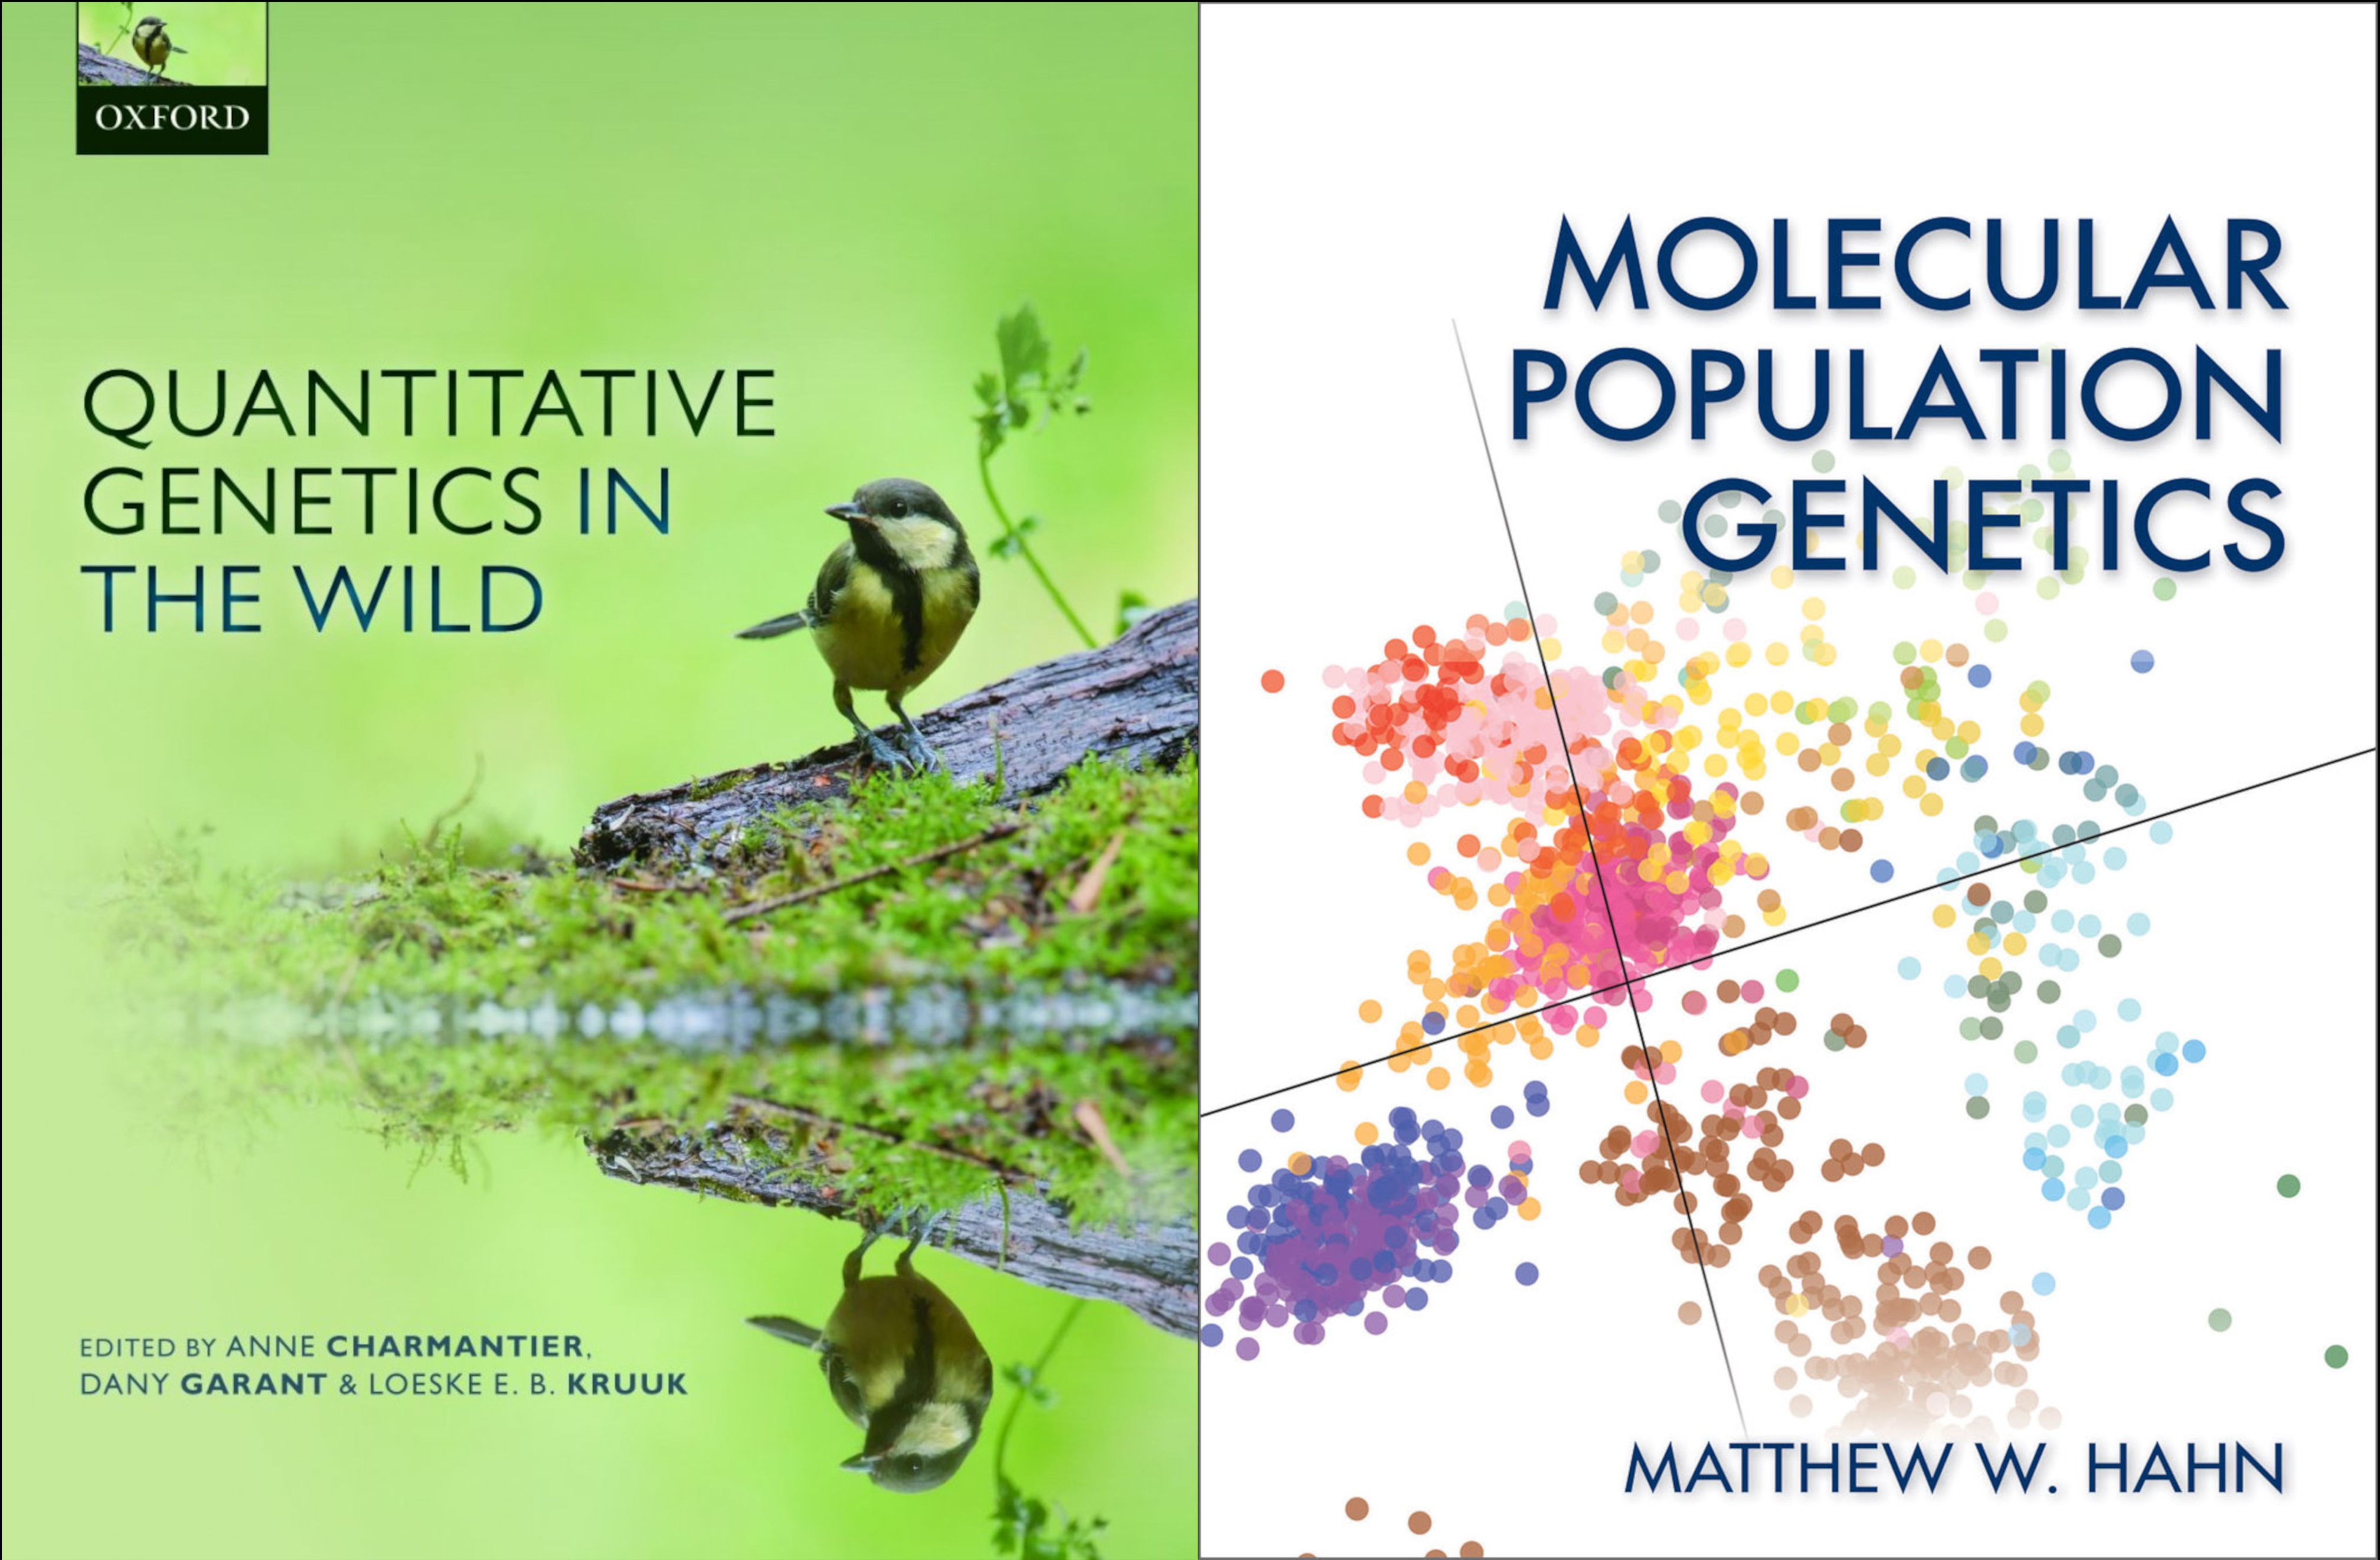 OXFORD
QUANTITATIVE
GENETICS IN
THE WILD
EDITED BY ANNE CHARMANTIER,
DANY GARANT & LOESKE E. B. KRUUK
MOLECULAR
POPULATION
GENETICS
MATTHEW W. HAHN